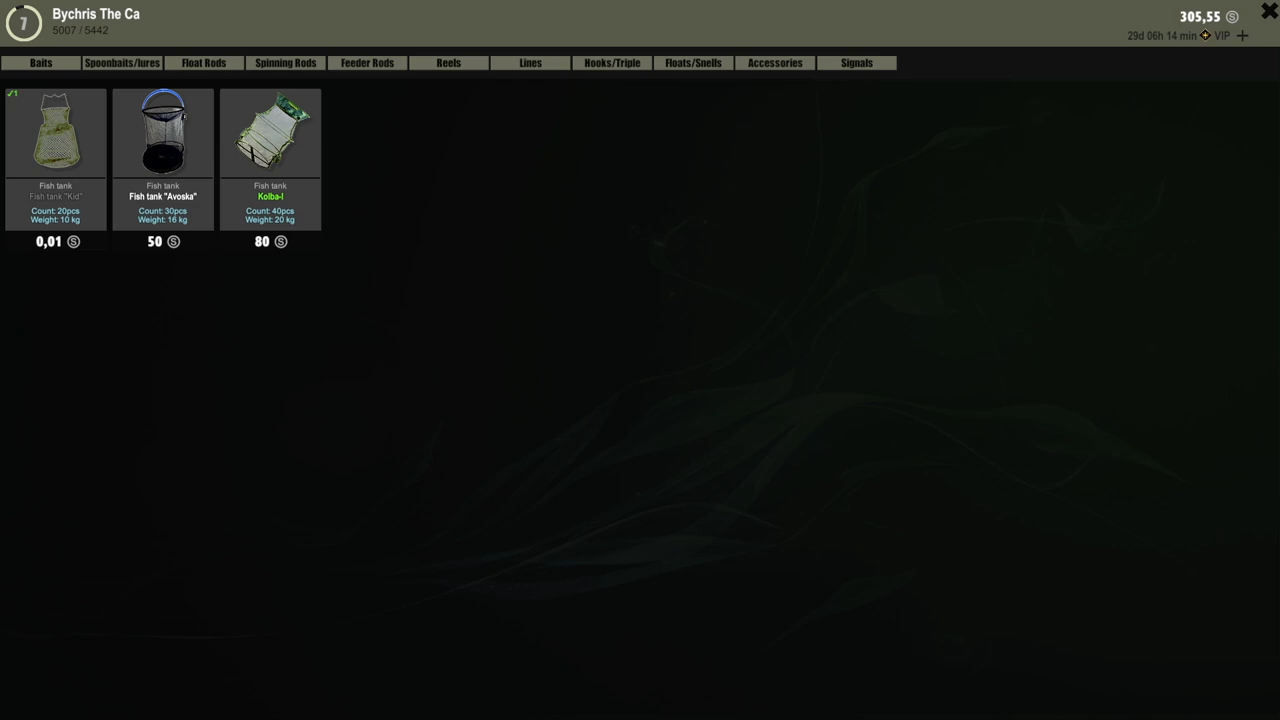 7
Bychris The Ca
5007 / 5442
305,55 S
29d 06h 14 min VIP
Baits
Spoonbaits/lures
Float Rods
Spinning Rods
Feeder Rods
Reels
Lines
Hooks/Triple
Floats/Snells
Accessories
Signals
√1
Fish tank
Fish tank "Kid"
Count: 20pcs
Weight: 10 kg
0,01 S
Fish tank
Fish tank "Avoska"
Count: 30pcs
Weight: 16 kg
50 S
Fish tank
Kolba-I
Count: 40pcs
Weight: 20 kg
80 S